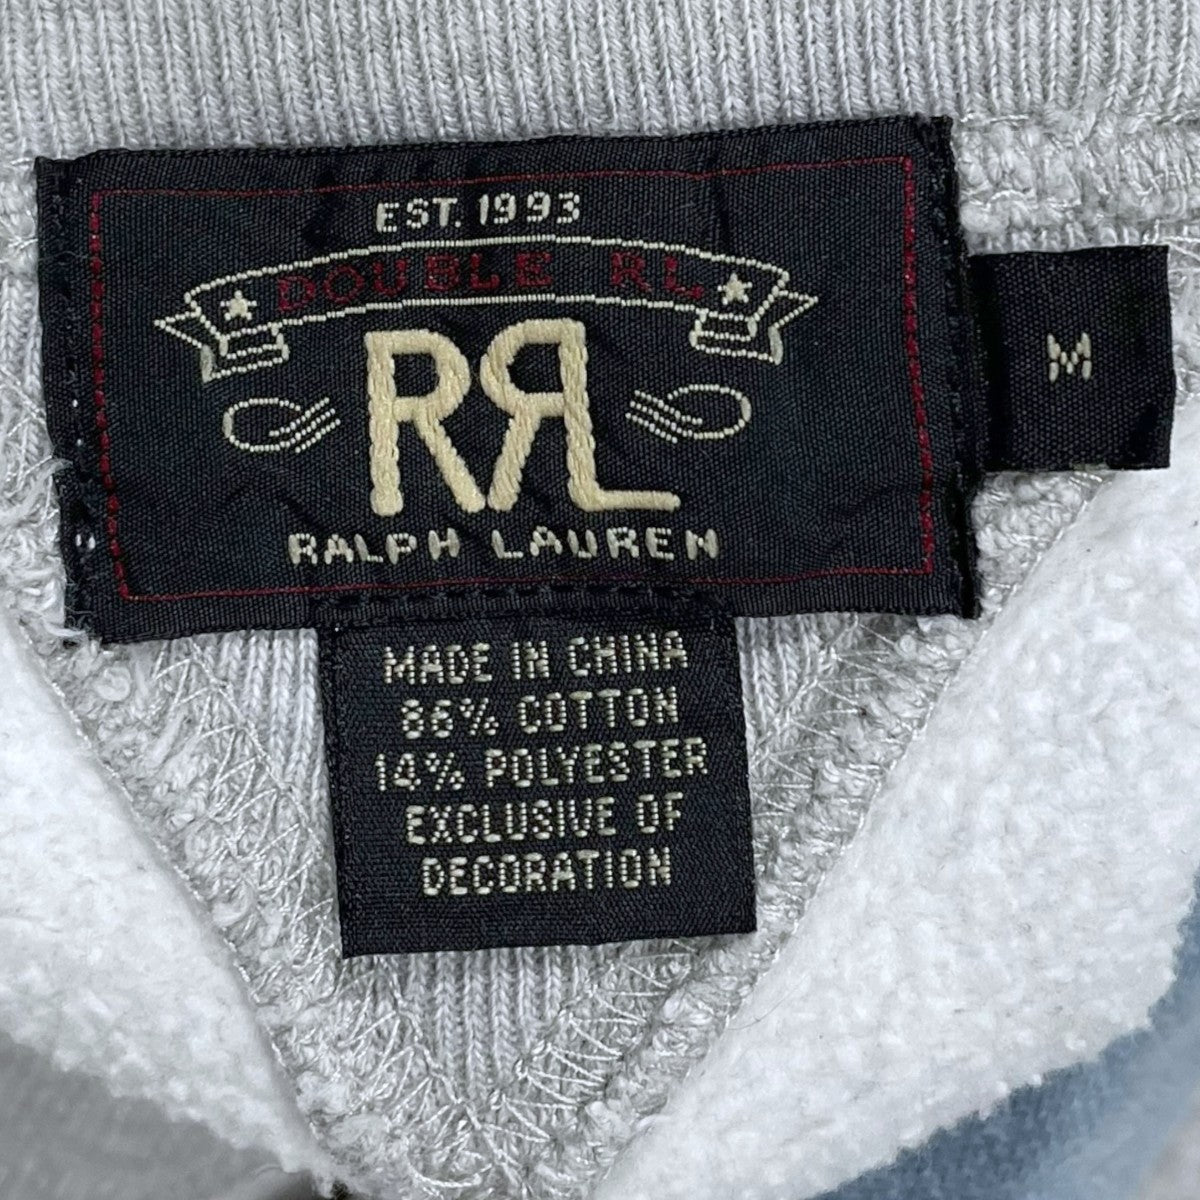 EST. 1993
DOUBLE RL
RRL
RALPH LAUREN
M
MADE IN CHINA
86% COTTON
14% POLYESTER
EXCLUSIVE OF
DECORATION